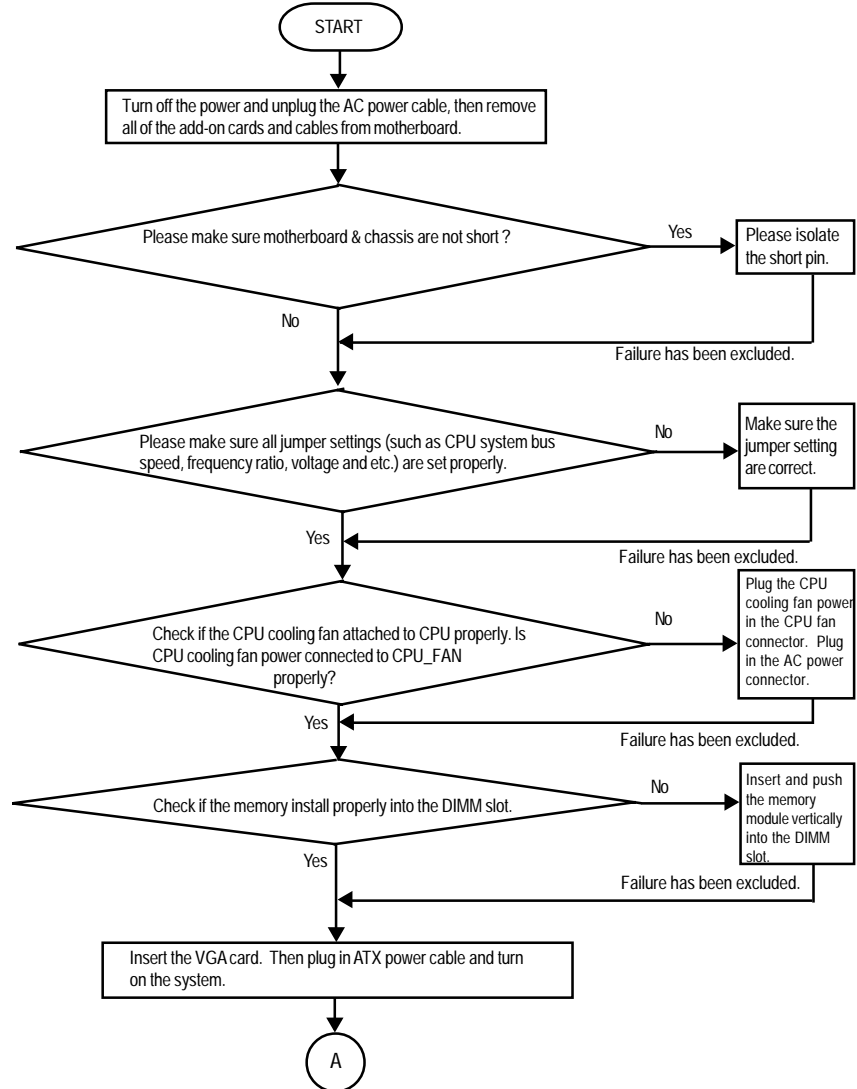 START
Turn off the power and unplug the AC power cable, then remove
all of the add-on cards and cables from motherboard.
Please make sure motherboard & chassis are not short ?
Yes
Please isolate
the short pin.
No
Failure has been excluded.
Please make sure all jumper settings (such as CPU system bus
speed, frequency ratio, voltage and etc.) are set properly.
No
Make sure the
jumper setting
are correct.
Yes
Failure has been excluded.
Check if the CPU cooling fan attached to CPU properly. Is
CPU cooling fan power connected to CPU_FAN
properly?
No
Plug the CPU
cooling fan power
in the CPU fan
connector. Plug
in the AC power
connector.
Yes
Failure has been excluded.
Check if the memory install properly into the DIMM slot.
No
Insert and push
the memory
module vertically
into the DIMM
slot.
Yes
Failure has been excluded.
Insert the VGA card. Then plug in ATX power cable and turn
on the system.
A